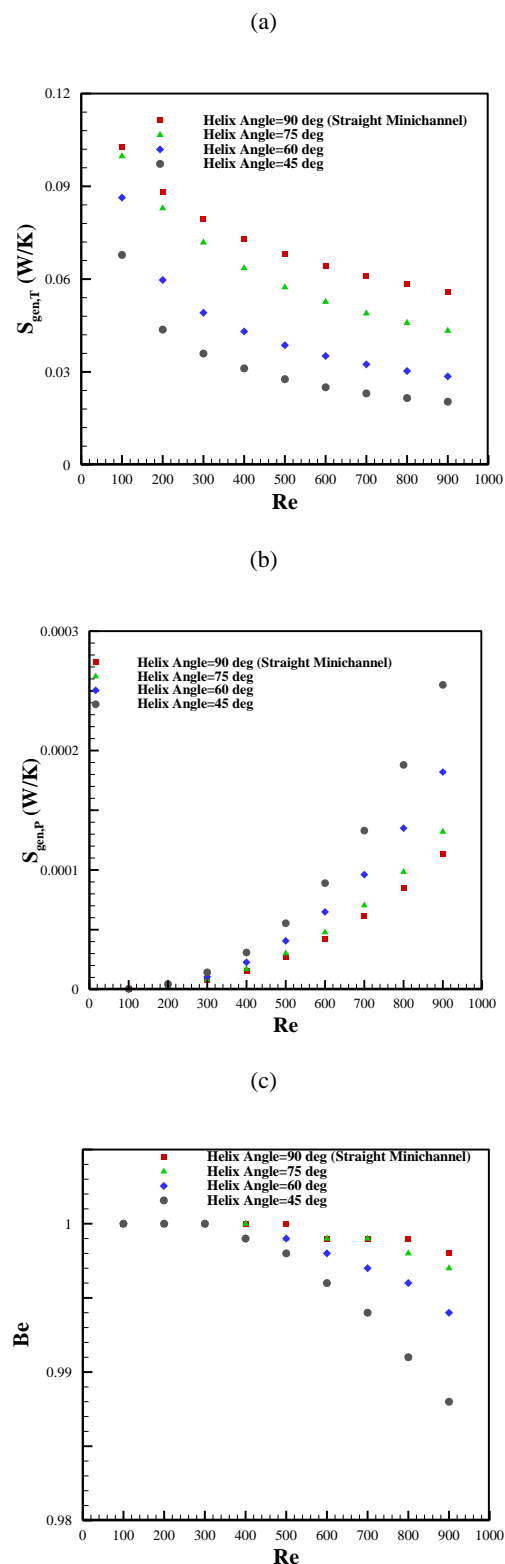 (a)
0.12
Helix Angle=90 deg (Straight Minichannel)
Helix Angle=75 deg
Helix Angle=60 deg
Helix Angle=45 deg
0.09
0.06
0.03
0
S_gen,T (W/K)
0 100 200 300 400 500 600 700 800 900 1000
Re
(b)
0.0003
Helix Angle=90 deg (Straight Minichannel)
Helix Angle=75 deg
Helix Angle=60 deg
Helix Angle=45 deg
0.0002
0.0001
0
S_gen,P (W/K)
0 100 200 300 400 500 600 700 800 900 1000
Re
(c)
Helix Angle=90 deg (Straight Minichannel)
Helix Angle=75 deg
Helix Angle=60 deg
Helix Angle=45 deg
1
0.99
0.98
Be
0 100 200 300 400 500 600 700 800 900 1000
Re